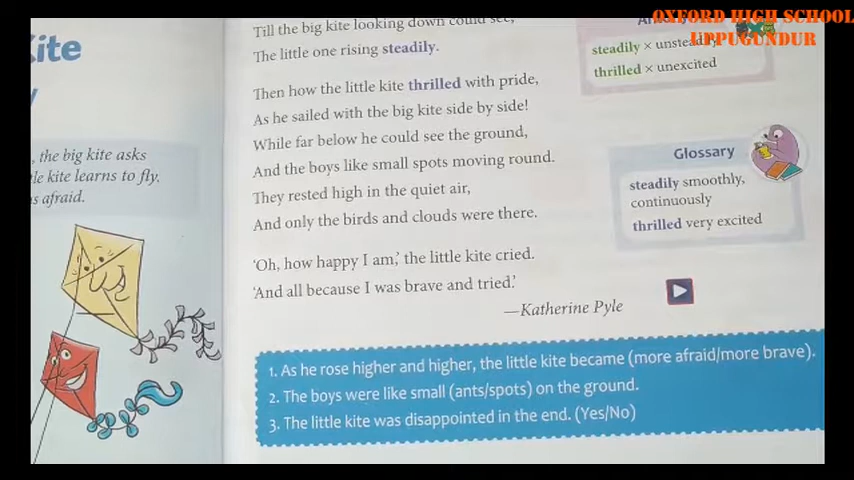 OXFORD HIGH SCHOOL
UPPUGUNDUR
Kite
y
, the big kite asks
le kite learns to fly.
s afraid.
Till the big kite looking down could see,
The little one rising steadily.
Then how the little kite thrilled with pride,
As he sailed with the big kite side by side!
While far below he could see the ground,
And the boys like small spots moving round.
They rested high in the quiet air,
And only the birds and clouds were there.
‘Oh, how happy I am,’ the little kite cried.
‘And all because I was brave and tried.’
—Katherine Pyle
steadily × unsteadily
thrilled × unexcited
Glossary
steadily smoothly,
continuously
thrilled very excited
1. As he rose higher and higher, the little kite became (more afraid/more brave).
2. The boys were like small (ants/spots) on the ground.
3. The little kite was disappointed in the end. (Yes/No)